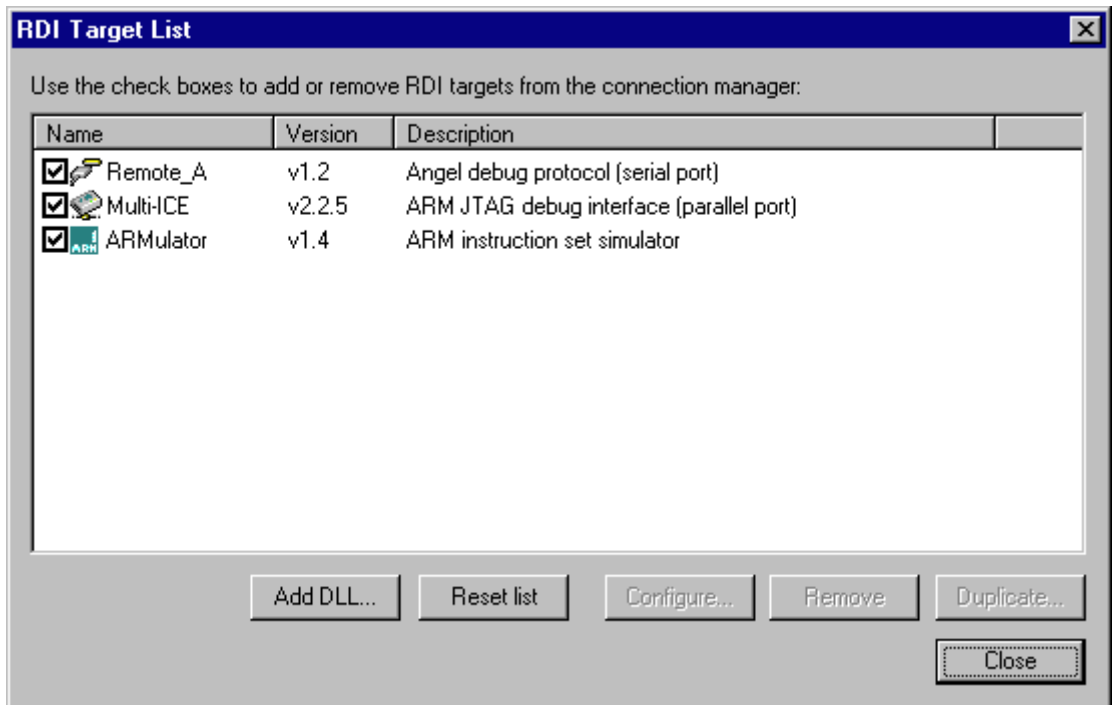 RDI Target List
Use the check boxes to add or remove RDI targets from the connection manager:
Name Version Description
Remote_A v1.2 Angel debug protocol (serial port)
Multi-ICE v2.2.5 ARM JTAG debug interface (parallel port)
ARM ARMulator v1.4 ARM instruction set simulator
Add DLL... Reset list Configure... Remove Duplicate...
Close